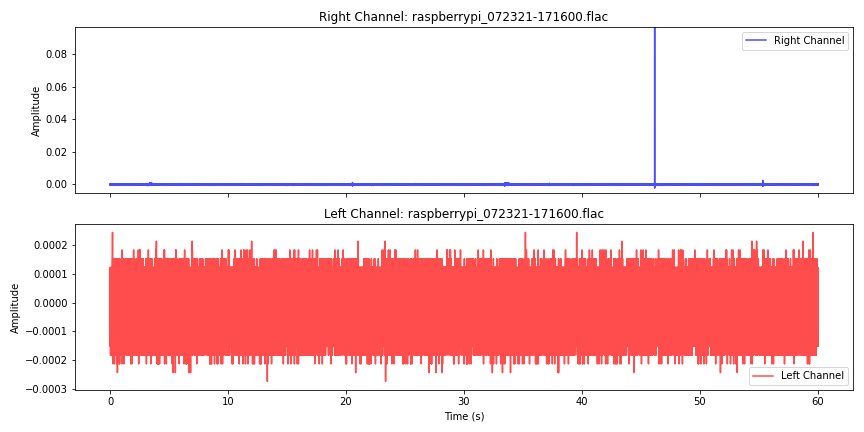 Right Channel: raspberrypi_072321-171600.flac
Amplitude
0.08
0.06
0.04
0.02
0.00
Right Channel
Left Channel: raspberrypi_072321-171600.flac
Amplitude
0.0002
0.0001
0.0000
−0.0001
−0.0002
−0.0003
Left Channel
0 10 20 30 40 50 60
Time (s)